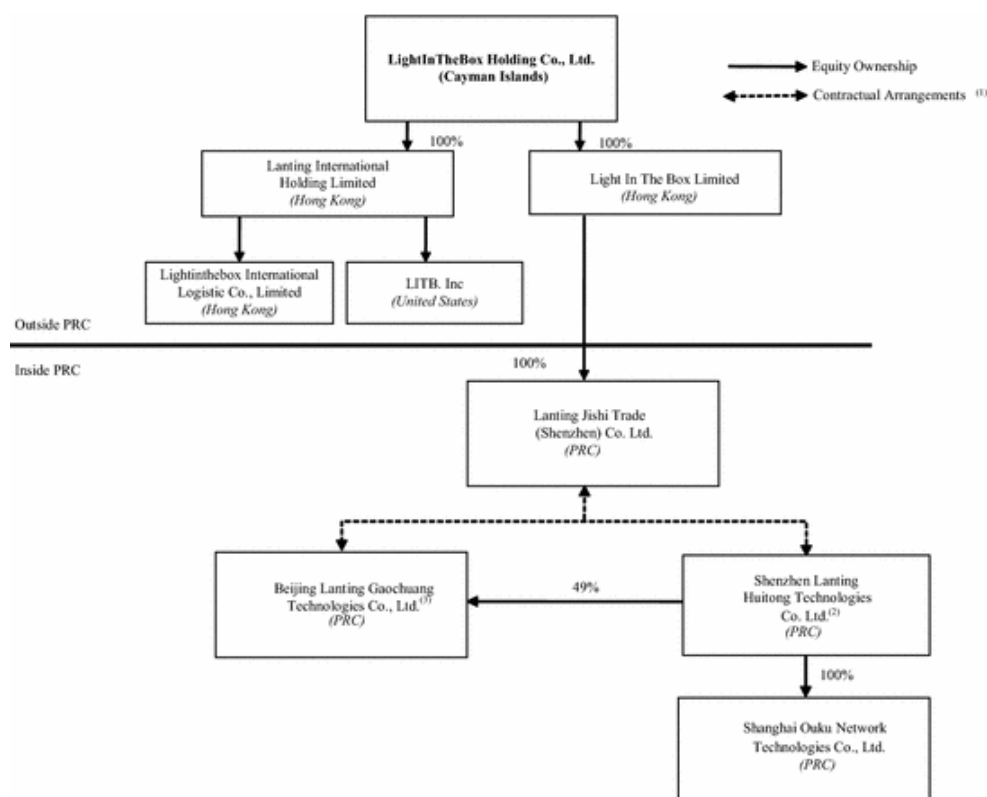 LightInTheBox Holding Co., Ltd.
(Cayman Islands)
Equity Ownership
Contractual Arrangements (1)
100%
100%
Lanting International
Holding Limited
(Hong Kong)
Light In The Box Limited
(Hong Kong)
Lightinthebox International
Logistic Co., Limited
(Hong Kong)
LITB. Inc
(United States)
Outside PRC
Inside PRC
100%
Lanting Jishi Trade
(Shenzhen) Co. Ltd.
(PRC)
Beijing Lanting Gaochuang
Technologies Co., Ltd.(3)
(PRC)
49%
Shenzhen Lanting
Huitong Technologies
Co. Ltd.(2)
(PRC)
100%
Shanghai Ouku Network
Technologies Co., Ltd.
(PRC)